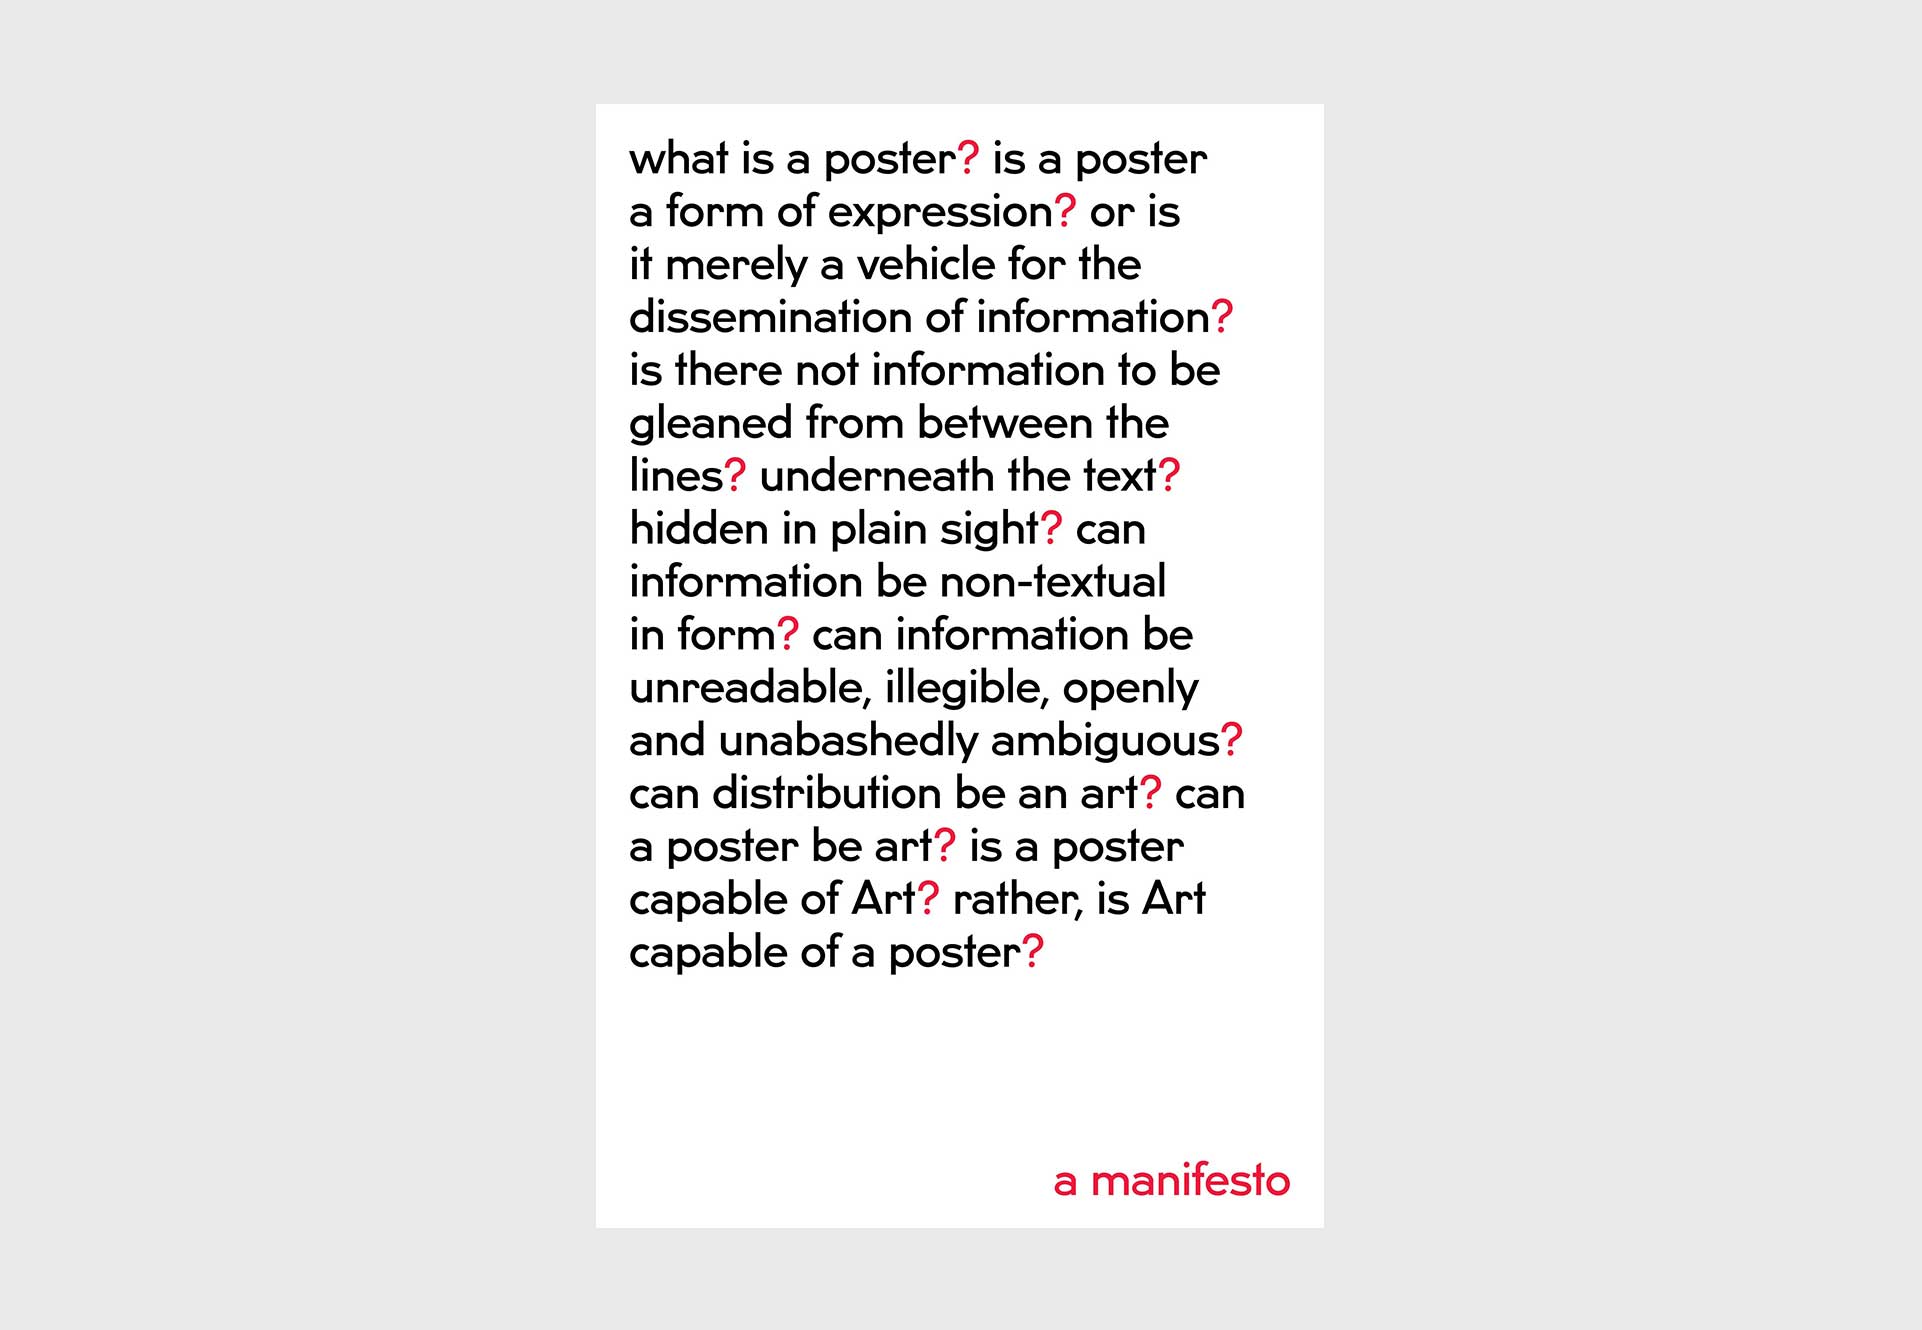 what is a poster? is a poster
a form of expression? or is
it merely a vehicle for the
dissemination of information?
is there not information to be
gleaned from between the
lines? underneath the text?
hidden in plain sight? can
information be non-textual
in form? can information be
unreadable, illegible, openly
and unabashedly ambiguous?
can distribution be an art? can
a poster be art? is a poster
capable of Art? rather, is Art
capable of a poster?
a manifesto